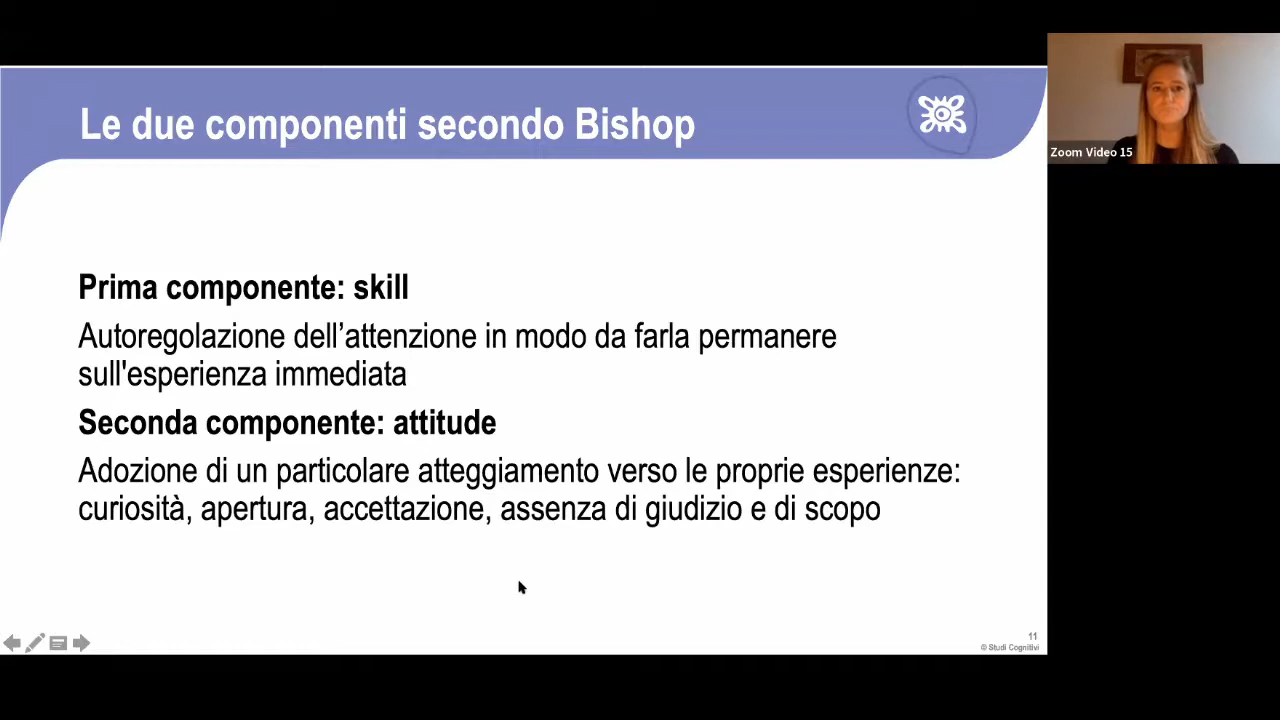 Le due componenti secondo Bishop
Zoom Video 15
Prima componente: skill
Autoregolazione dell’attenzione in modo da farla permanere
sull'esperienza immediata
Seconda componente: attitude
Adozione di un particolare atteggiamento verso le proprie esperienze:
curiosità, apertura, accettazione, assenza di giudizio e di scopo
11
© Studi Cognitivi